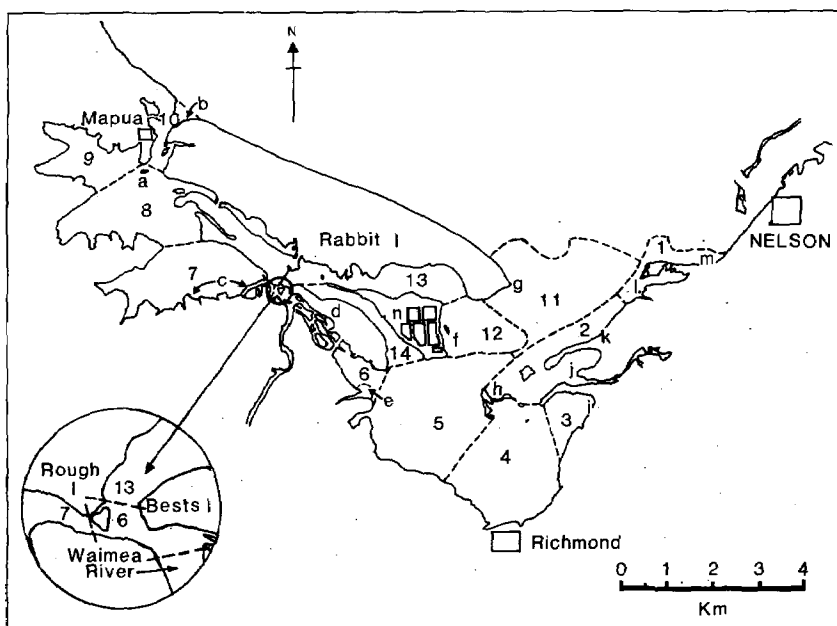 N
Mapua
10
b
9
a
8
Rabbit I
NELSON
1
m
7
c
13
g
11
l
d
n
2
k
f
12
14
6
e
h
j
i
5
3
4
Rough
I
13
Bests I
7
6
Waimea
River
Richmond
0 1 2 3 4
Km